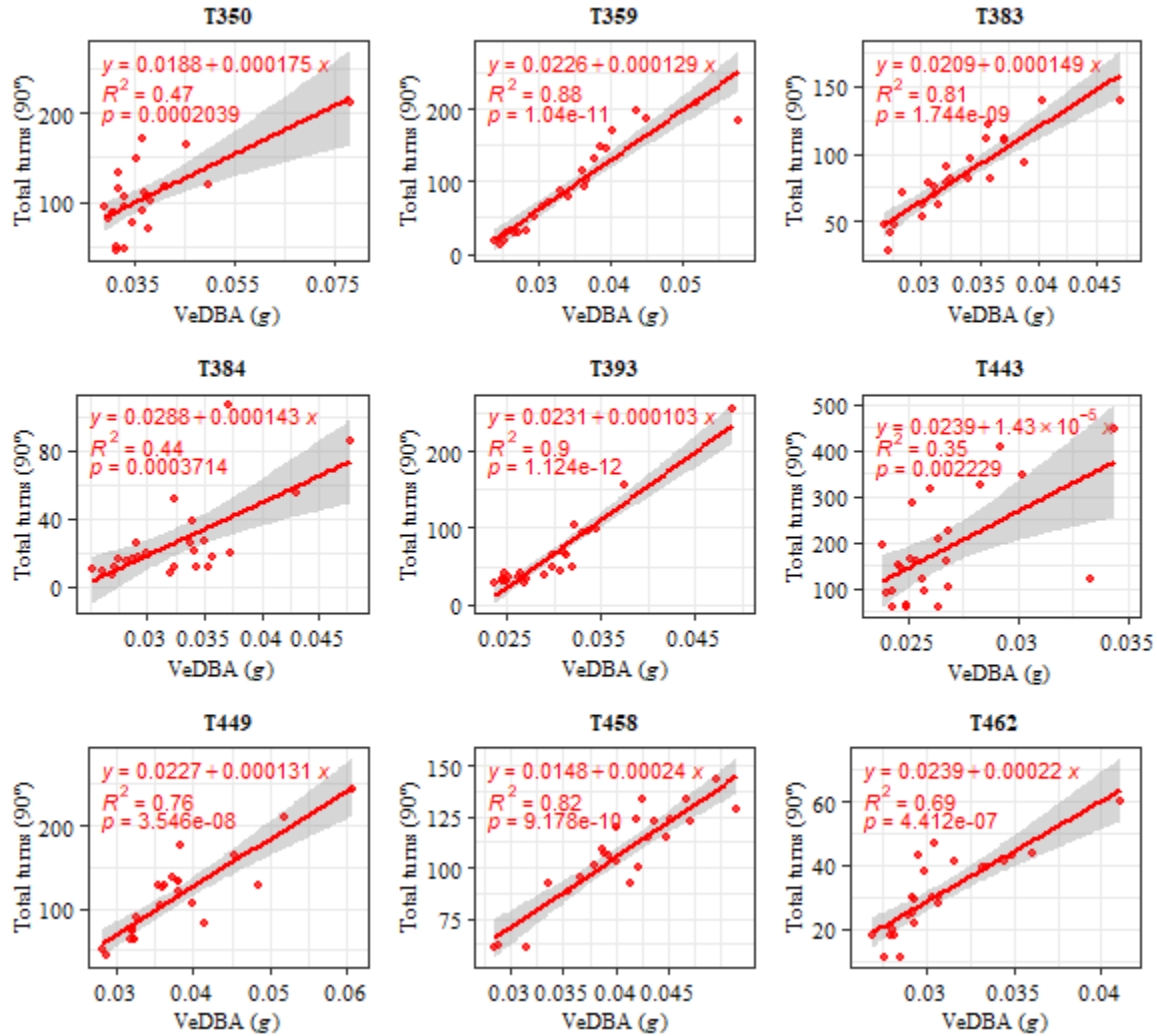 T350
y = 0.0188 + 0.000175 x
R² = 0.47
p = 0.0002039
Total turns (90º)
200
100
0.035 0.055 0.075
VeDBA (g)
T359
y = 0.0226 + 0.000129 x
R² = 0.88
p = 1.04e-11
Total turns (90º)
200
100
0
0.03 0.04 0.05
VeDBA (g)
T383
y = 0.0209 + 0.000149 x
R² = 0.81
p = 1.744e-09
Total turns (90º)
150
100
50
0.03 0.035 0.04 0.045
VeDBA (g)
T384
y = 0.0288 + 0.000143 x
R² = 0.44
p = 0.0003714
Total turns (90º)
80
40
0
0.03 0.035 0.04 0.045
VeDBA (g)
T393
y = 0.0231 + 0.000103 x
R² = 0.9
p = 1.124e-12
Total turns (90º)
200
100
0
0.025 0.035 0.045
VeDBA (g)
T443
y = 0.0239 + 1.43 × 10⁻⁵ x
R² = 0.35
p = 0.002229
Total turns (90º)
500
400
300
200
100
0.025 0.03 0.035
VeDBA (g)
T449
y = 0.0227 + 0.000131 x
R² = 0.76
p = 3.546e-08
Total turns (90º)
200
100
0.03 0.04 0.05 0.06
VeDBA (g)
T458
y = 0.0148 + 0.00024 x
R² = 0.82
p = 9.178e-10
Total turns (90º)
150
125
100
75
0.03 0.035 0.04 0.045
VeDBA (g)
T462
y = 0.0239 + 0.00022 x
R² = 0.69
p = 4.412e-07
Total turns (90º)
60
40
20
0.03 0.035 0.04
VeDBA (g)